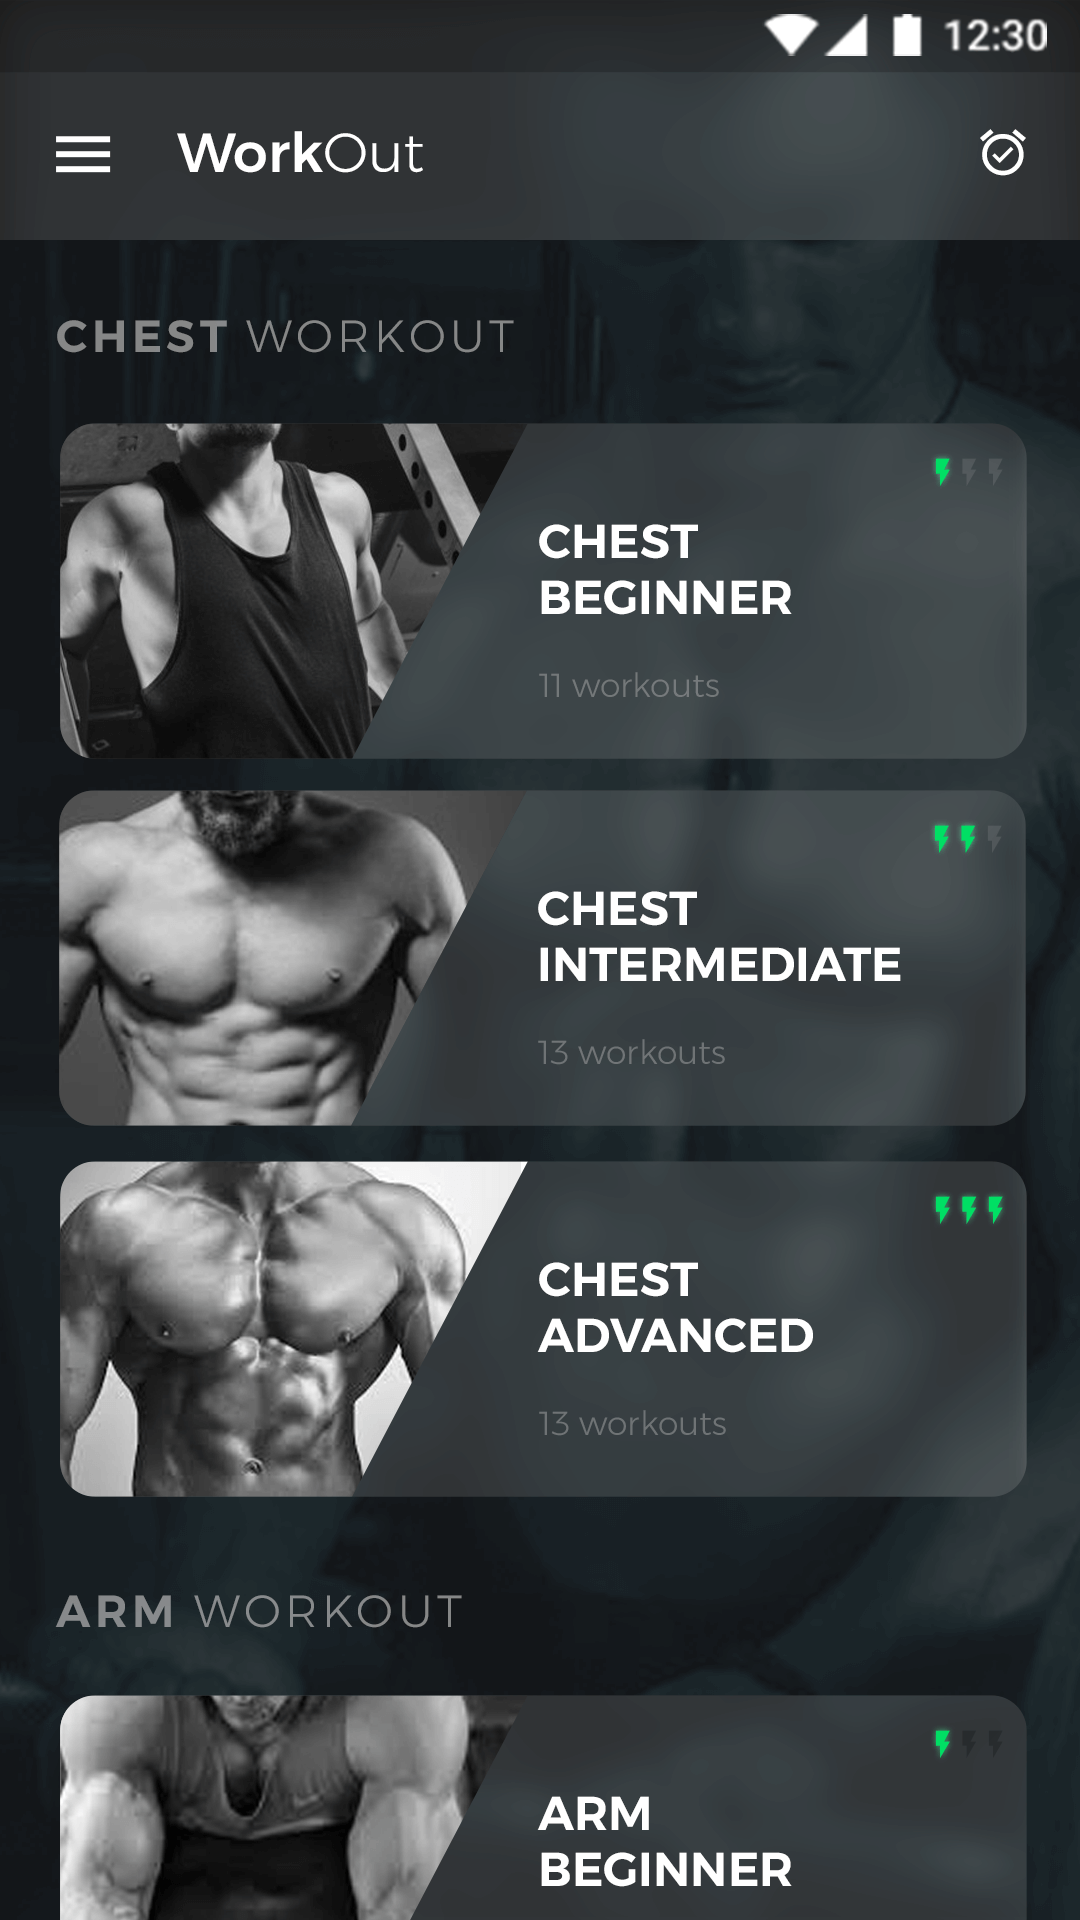 12:30
WorkOut
CHEST WORKOUT
CHEST
BEGINNER
11 workouts
CHEST
INTERMEDIATE
13 workouts
CHEST
ADVANCED
13 workouts
ARM WORKOUT
ARM
BEGINNER